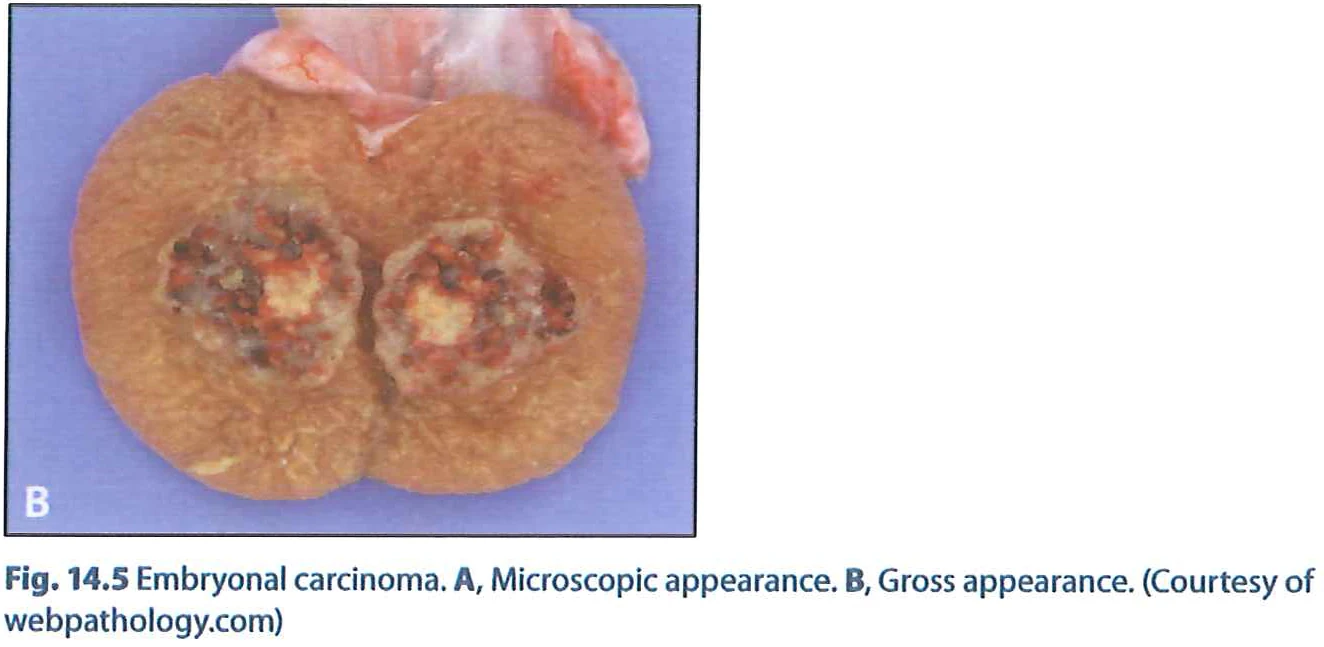 B
Fig. 14.5 Embryonal carcinoma. A, Microscopic appearance. B, Gross appearance. (Courtesy of
webpathology.com)